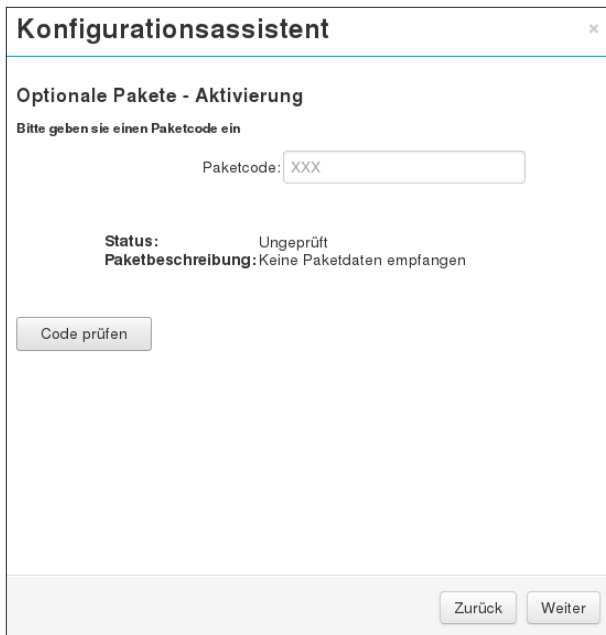 Konfigurationsassistent
×
Optionale Pakete - Aktivierung
Bitte geben sie einen Paketcode ein
Paketcode: XXX
Status: Ungeprüft
Paketbeschreibung: Keine Paketdaten empfangen
Code prüfen
Zurück Weiter